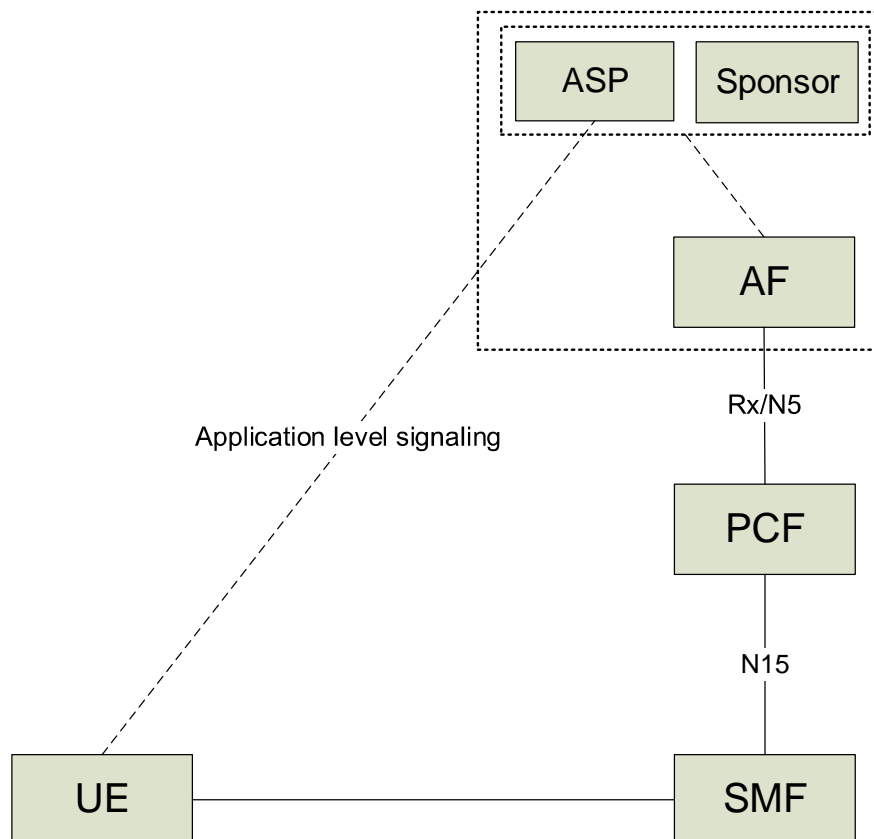 ASP
Sponsor
AF
Rx/N5
Application level signaling
PCF
N15
UE
SMF